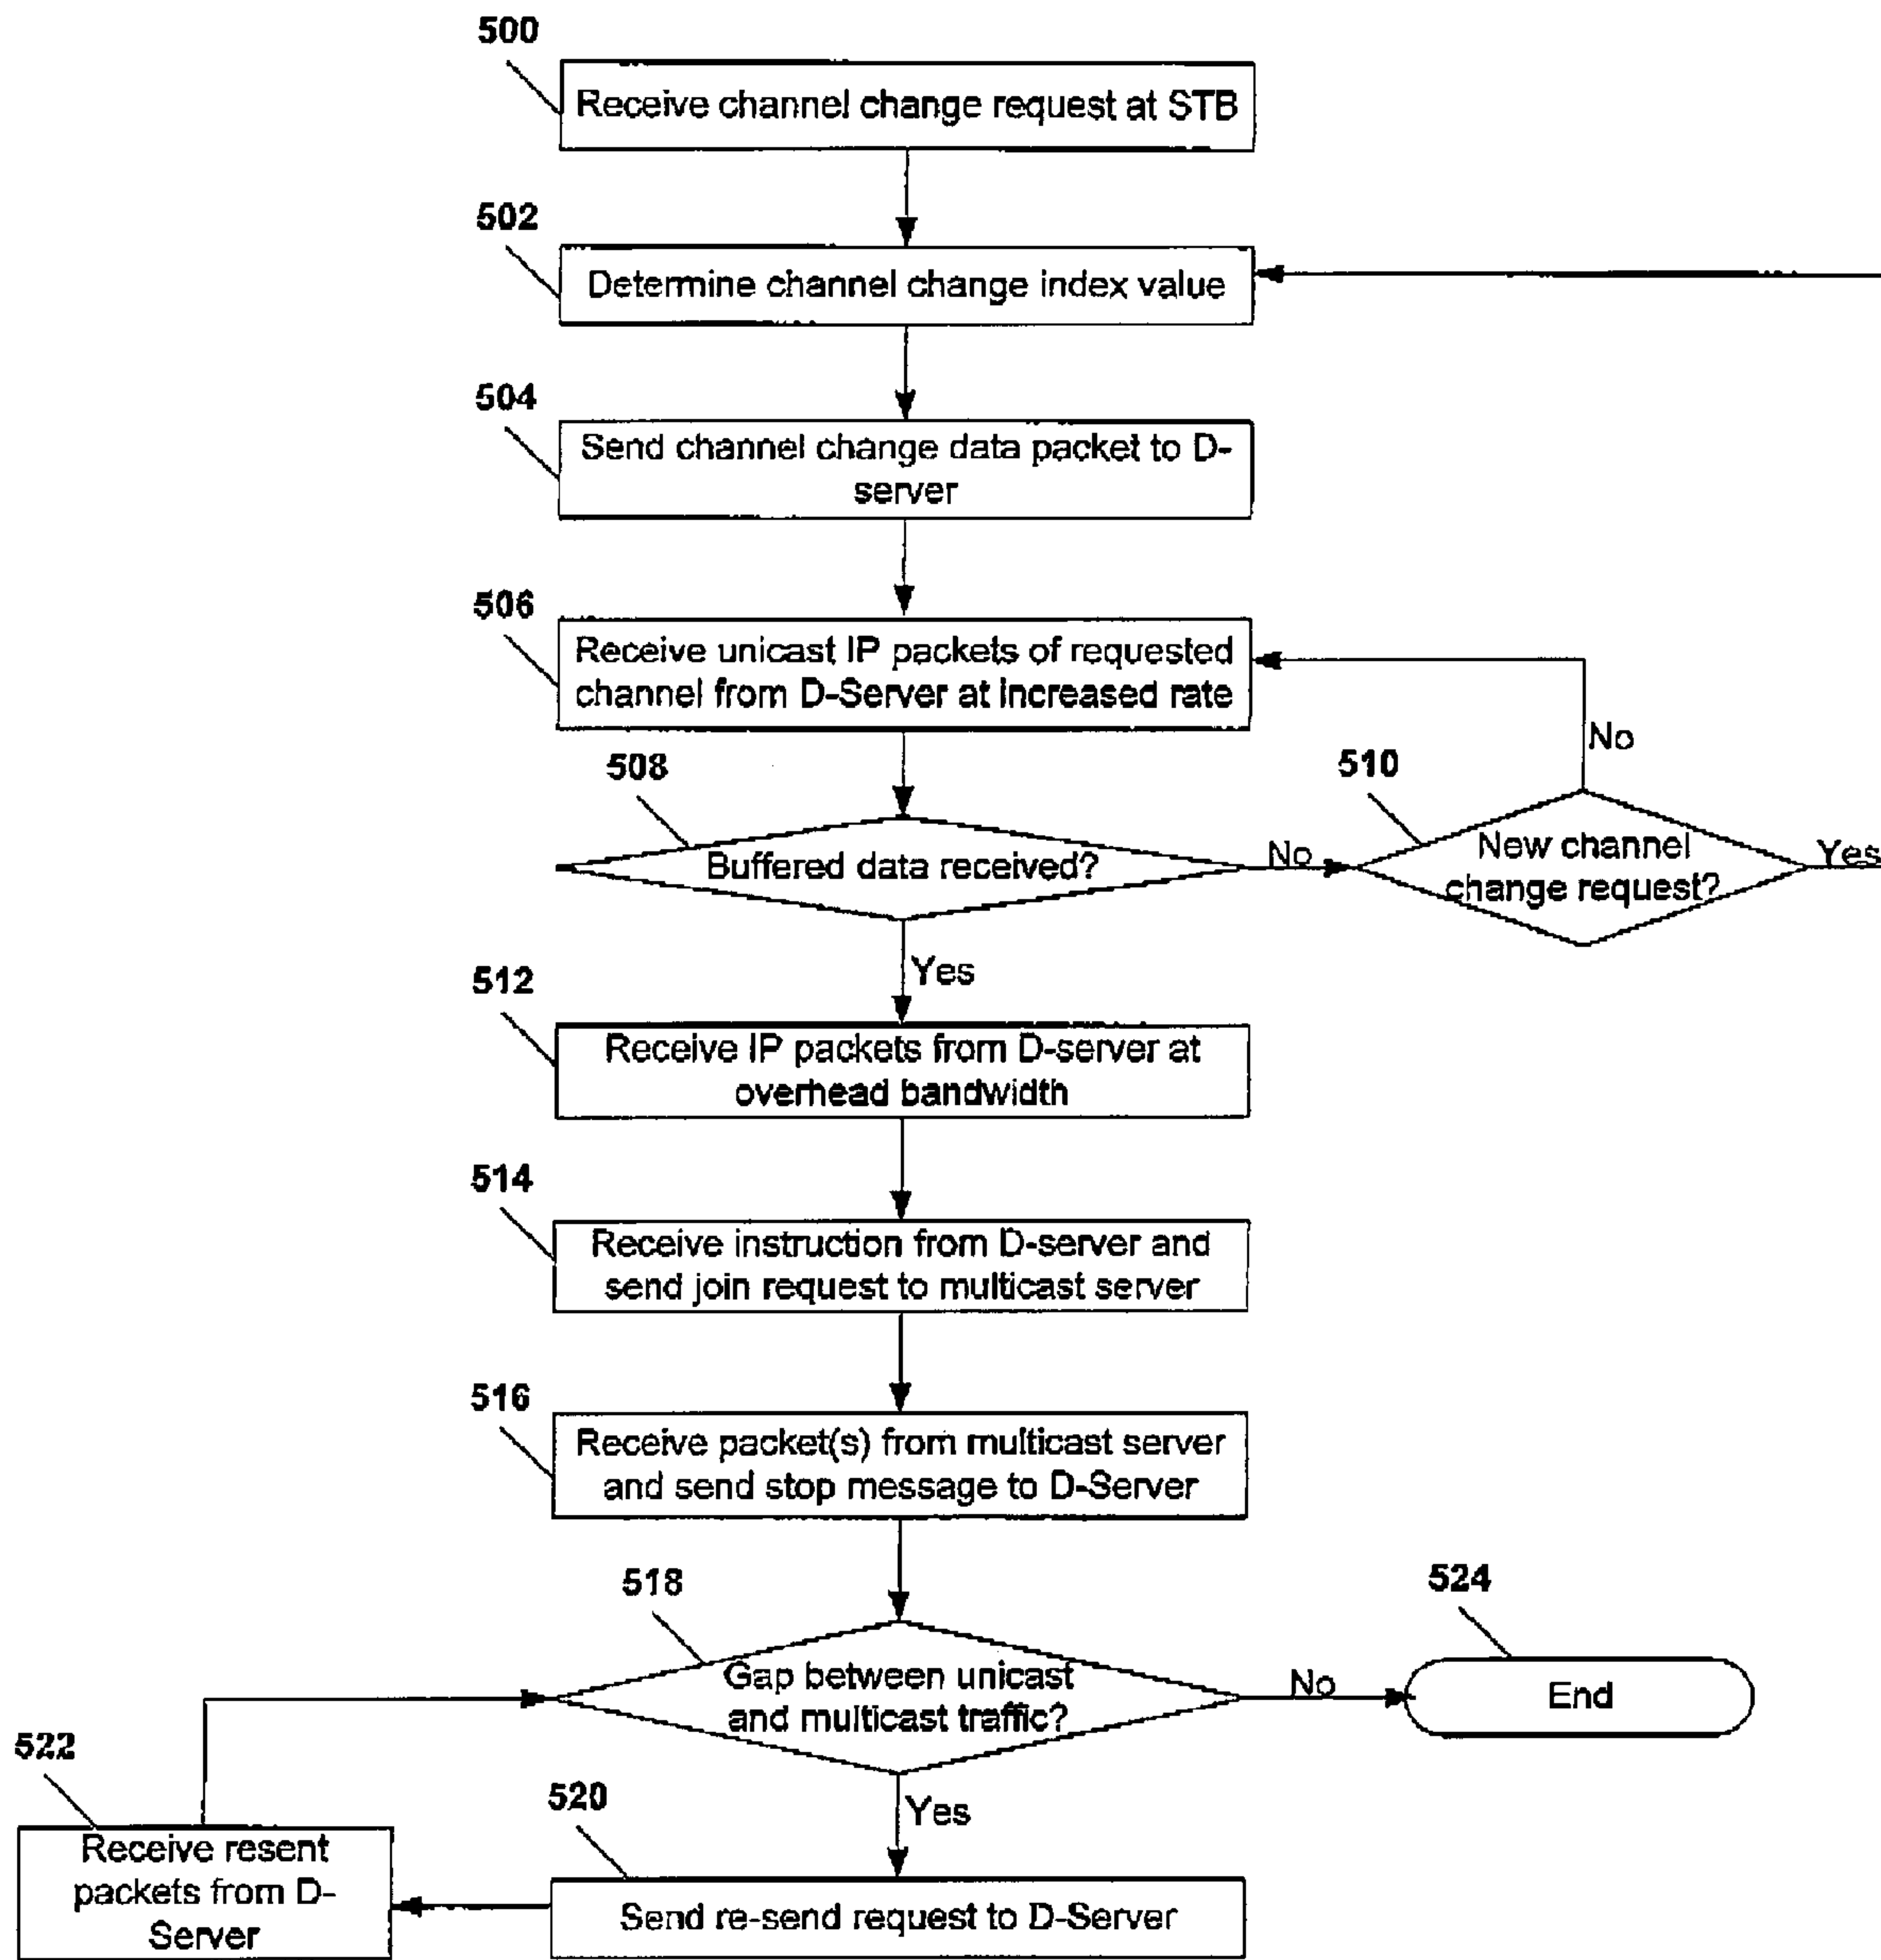 500
Receive channel change request at STB
502
Determine channel change index value
504
Send channel change data packet to D-
server
506
Receive unicast IP packets of requested
channel from D-Server at increased rate
No
508
Buffered data received?
No
510
New channel
change request?
Yes
Yes
512
Receive IP packets from D-server at
overhead bandwidth
514
Receive instruction from D-server and
send join request to multicast server
516
Receive packet(s) from multicast server
and send stop message to D-Server
518
Gap between unicast
and multicast traffic?
No
524
End
Yes
520
Send re-send request to D-Server
522
Receive resent
packets from D-
Server